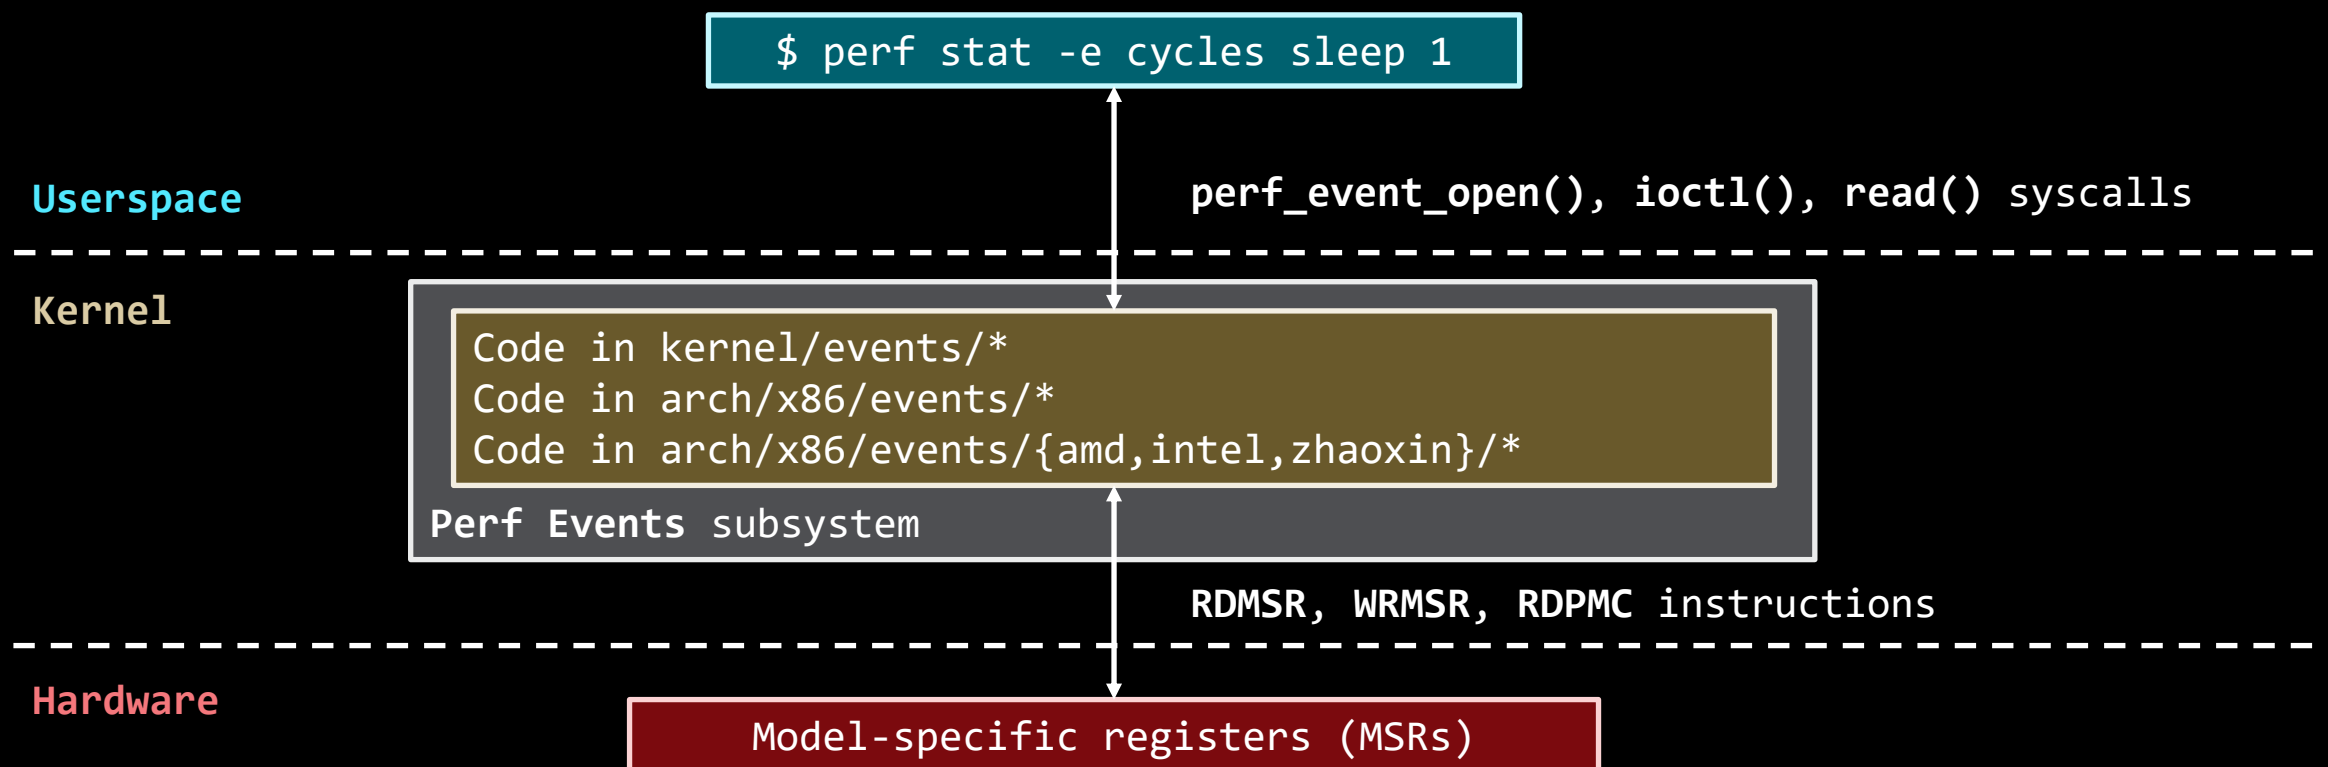 $ perf stat -e cycles sleep 1
Userspace
perf_event_open(), ioctl(), read() syscalls
Kernel
Code in kernel/events/*
Code in arch/x86/events/*
Code in arch/x86/events/{amd,intel,zhaoxin}/*
Perf Events subsystem
RDMSR, WRMSR, RDPMC instructions
Hardware
Model-specific registers (MSRs)